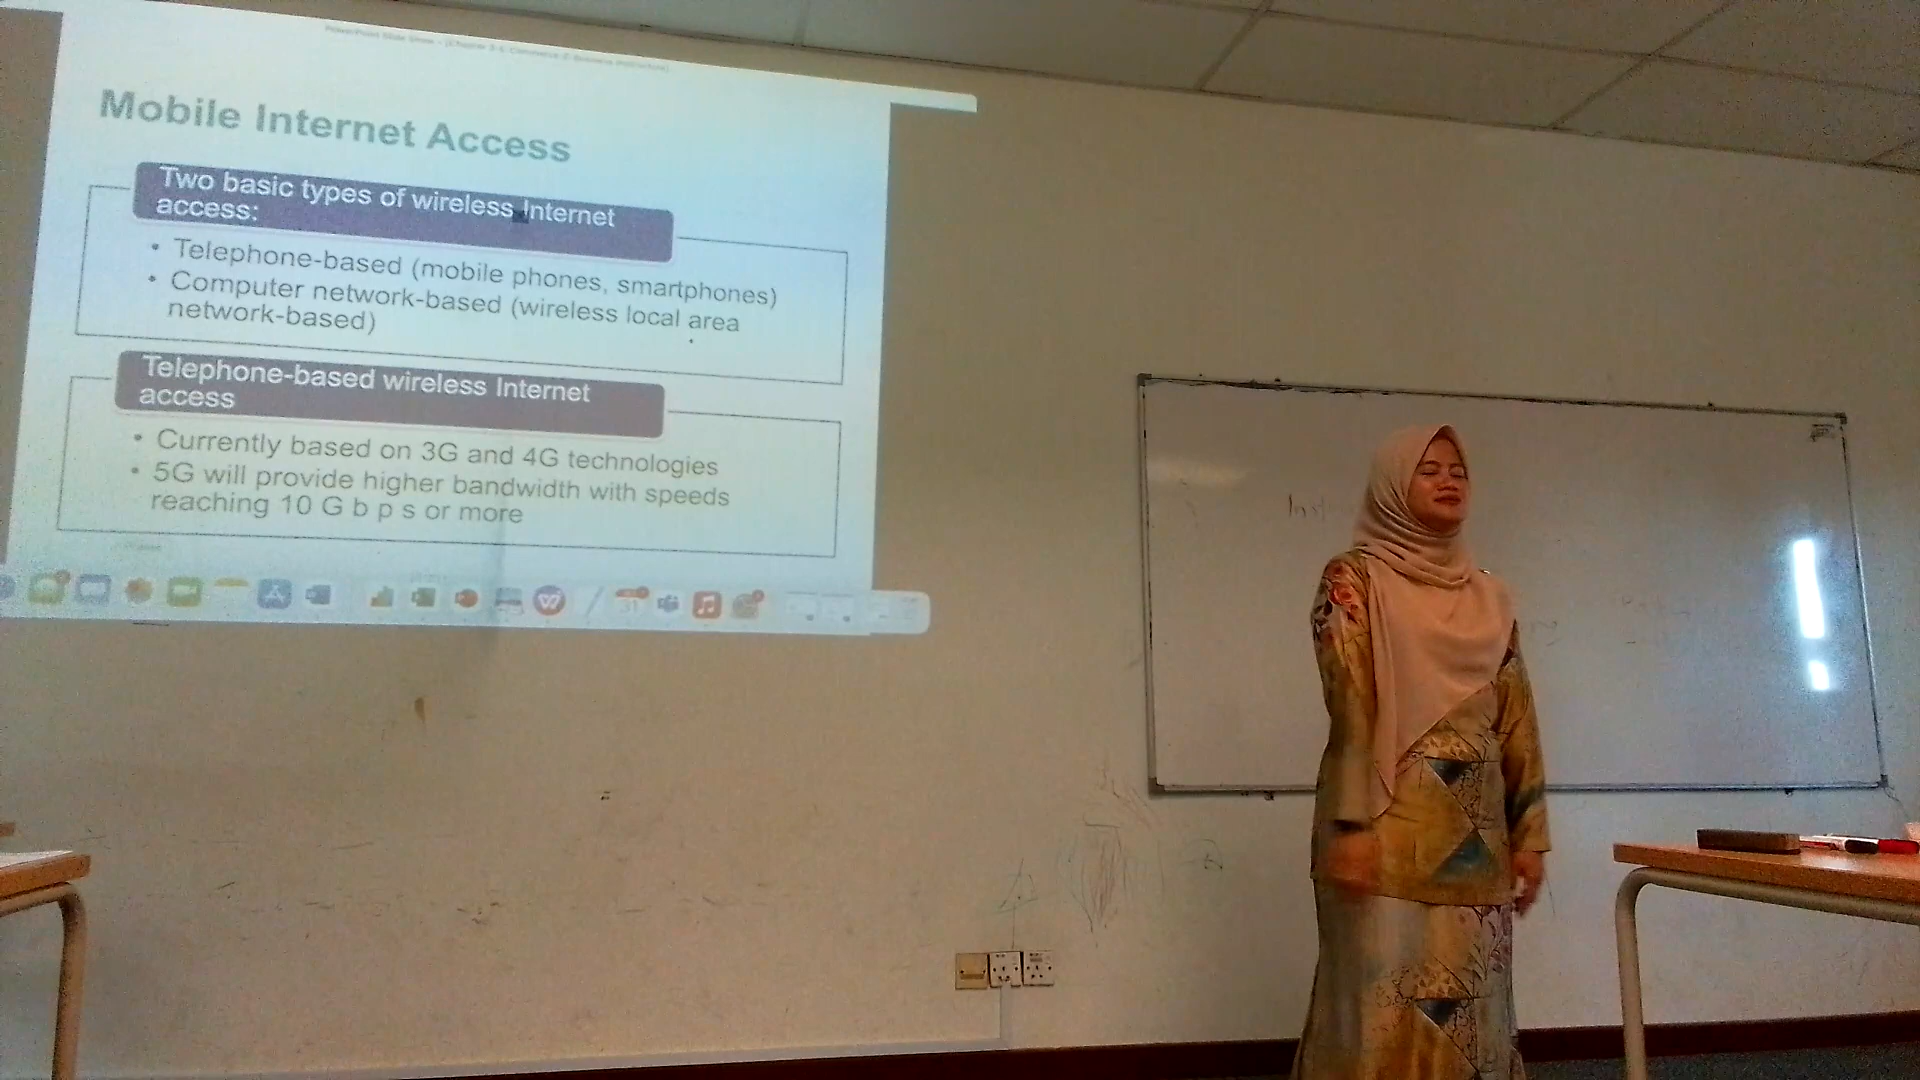 Mobile Internet Access
Two basic types of wireless Internet
access:
• Telephone-based (mobile phones, smartphones)
• Computer network-based (wireless local area
network-based)
Telephone-based wireless Internet
access
• Currently based on 3G and 4G technologies
• 5G will provide higher bandwidth with speeds
reaching 10 G b p s or more
31